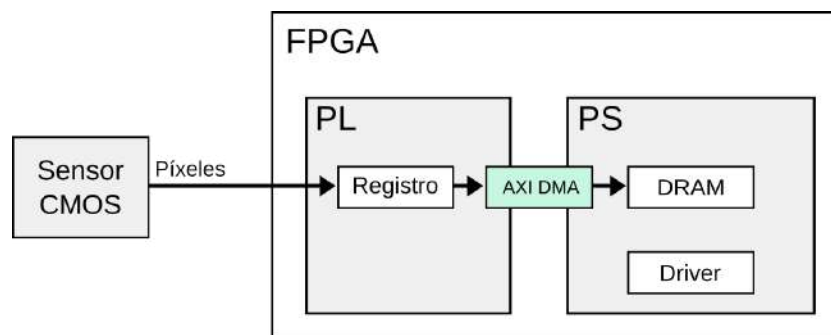 FPGA
PL
PS
Sensor
CMOS
Píxeles
Registro
AXI DMA
DRAM
Driver